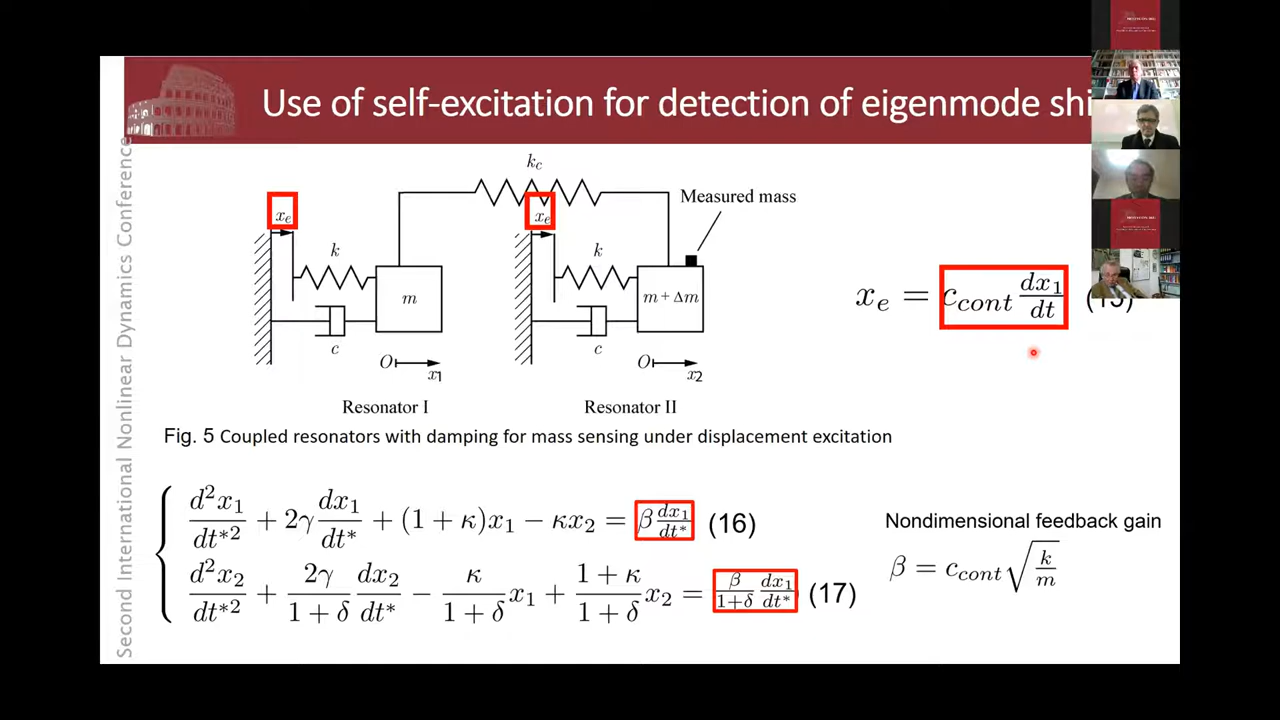 Use of self-excitation for detection of eigenmode shi
Second International Nonlinear Dynamics Conference
k_c
Measured mass
x_e
x_e
k
k
m
m + Δm
c
c
O
x1
O
x2
Resonator I
Resonator II
x_e = c_cont dx_1/dt (15)
Fig. 5 Coupled resonators with damping for mass sensing under displacement excitation
d²x_1/dt*² + 2γ dx_1/dt* + (1 + κ)x_1 − κx_2 = β dx_1/dt* (16)
d²x_2/dt*² + 2γ/(1 + δ) dx_2/dt* − κ/(1 + δ) x_1 + (1 + κ)/(1 + δ) x_2 = β/(1+δ) dx_1/dt* (17)
Nondimensional feedback gain
β = c_cont √(k/m)